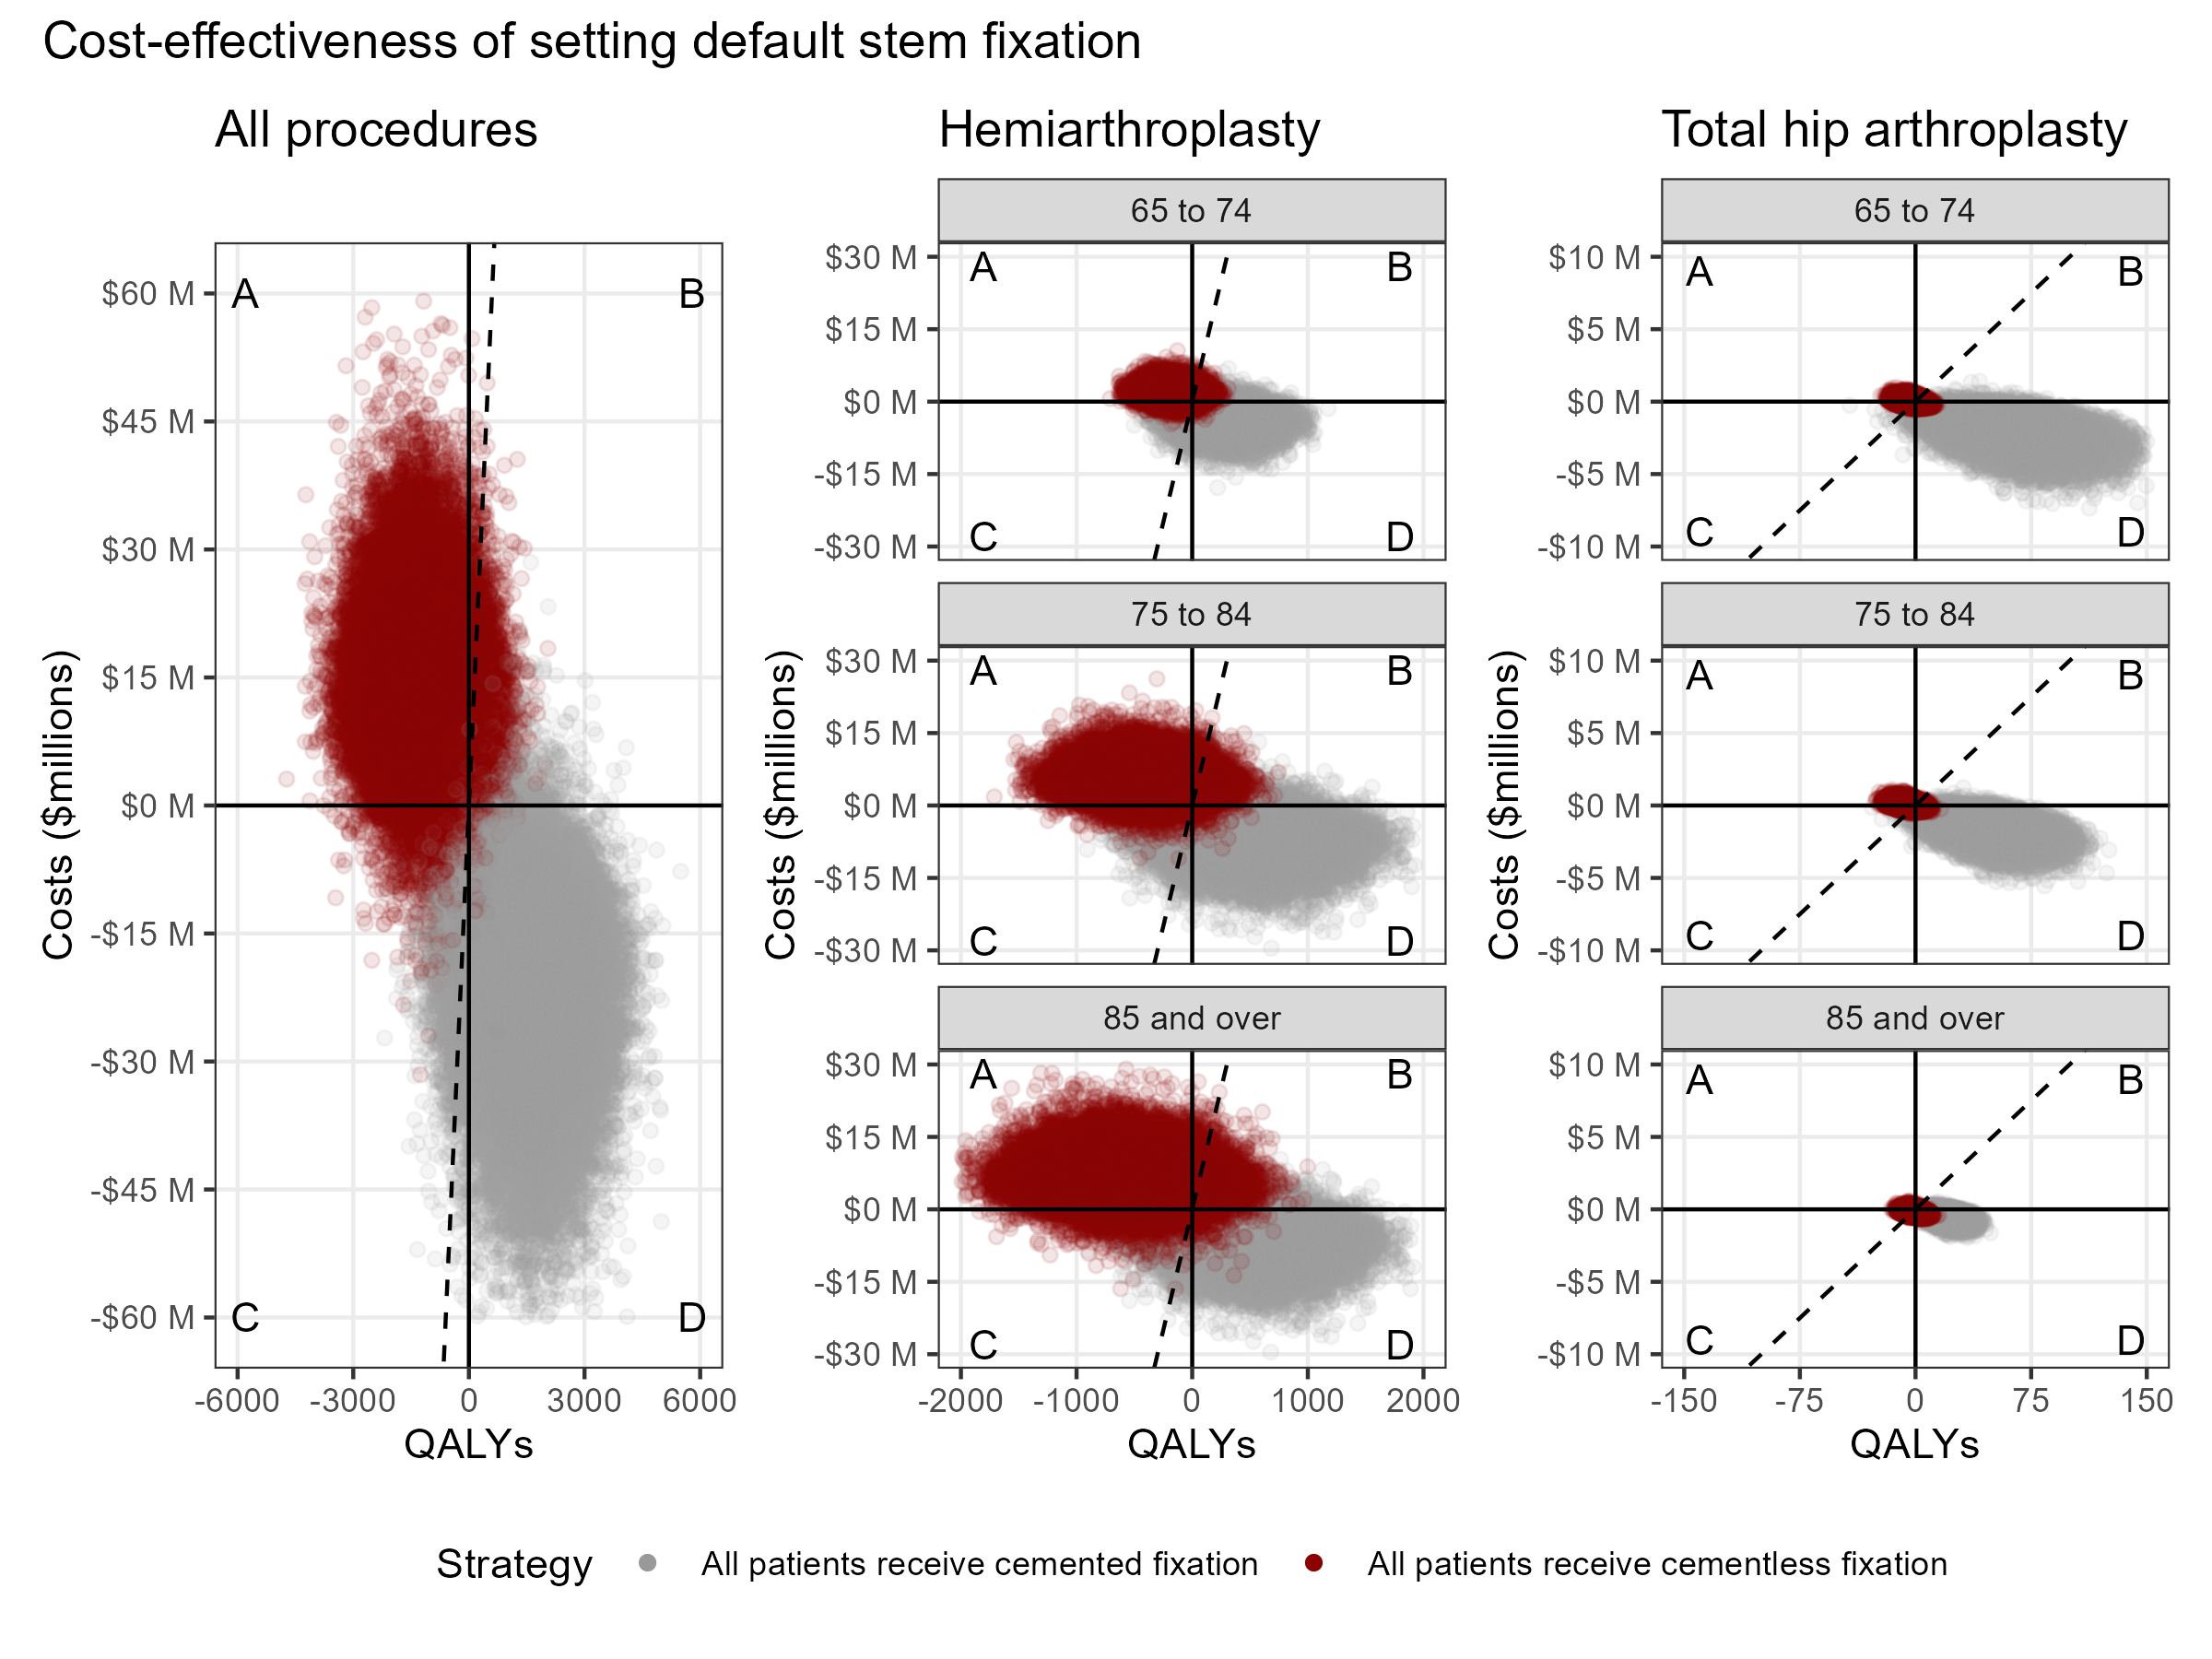 Cost-effectiveness of setting default stem fixation
All procedures
Hemiarthroplasty
Total hip arthroplasty
Costs ($millions)
$60 M
$45 M
$30 M
$15 M
$0 M
-$15 M
-$30 M
-$45 M
-$60 M
A
B
C
D
-6000 -3000 0 3000 6000
QALYs
Costs ($millions)
65 to 74
$30 M
$15 M
$0 M
-$15 M
-$30 M
A
B
C
D
75 to 84
$30 M
$15 M
$0 M
-$15 M
-$30 M
A
B
C
D
85 and over
$30 M
$15 M
$0 M
-$15 M
-$30 M
A
B
C
D
-2000 -1000 0 1000 2000
QALYs
Costs ($millions)
65 to 74
$10 M
$5 M
$0 M
-$5 M
-$10 M
A
B
C
D
75 to 84
$10 M
$5 M
$0 M
-$5 M
-$10 M
A
B
C
D
85 and over
$10 M
$5 M
$0 M
-$5 M
-$10 M
A
B
C
D
-150 -75 0 75 150
QALYs
Strategy All patients receive cemented fixation All patients receive cementless fixation